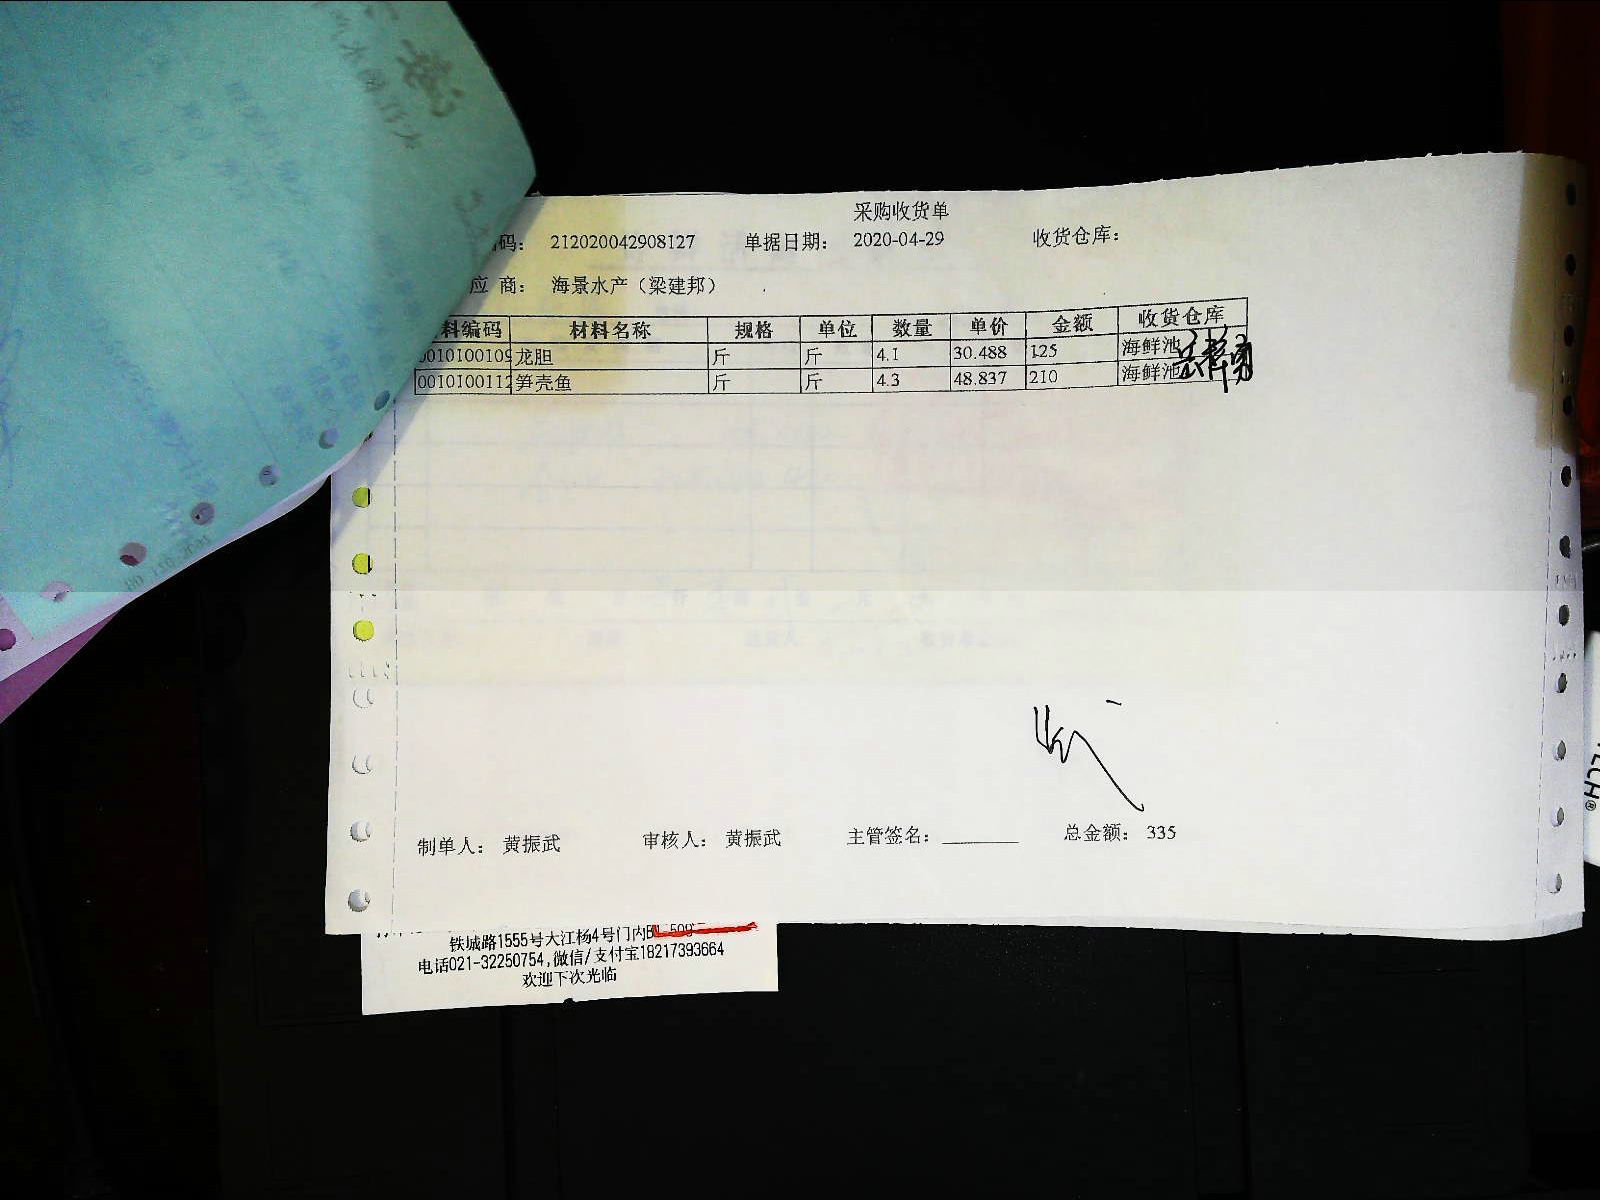 采购收货单
码： 212020042908127 单据日期： 2020-04-29 收货仓库：
应 商： 海景水产（梁建邦）
料编码 材料名称 规格 单位 数量 单价 金额 收货仓库
0010100109 龙胆 斤 斤 4.1 30.488 125 海鲜池
0010100112 笋壳鱼 斤 斤 4.3 48.837 210 海鲜池
制单人： 黄振武 审核人： 黄振武 主管签名： 总金额： 335
铁城路1555号大江杨4号门内
电话021-32250754,微信/支付宝18217393664
欢迎下次光临